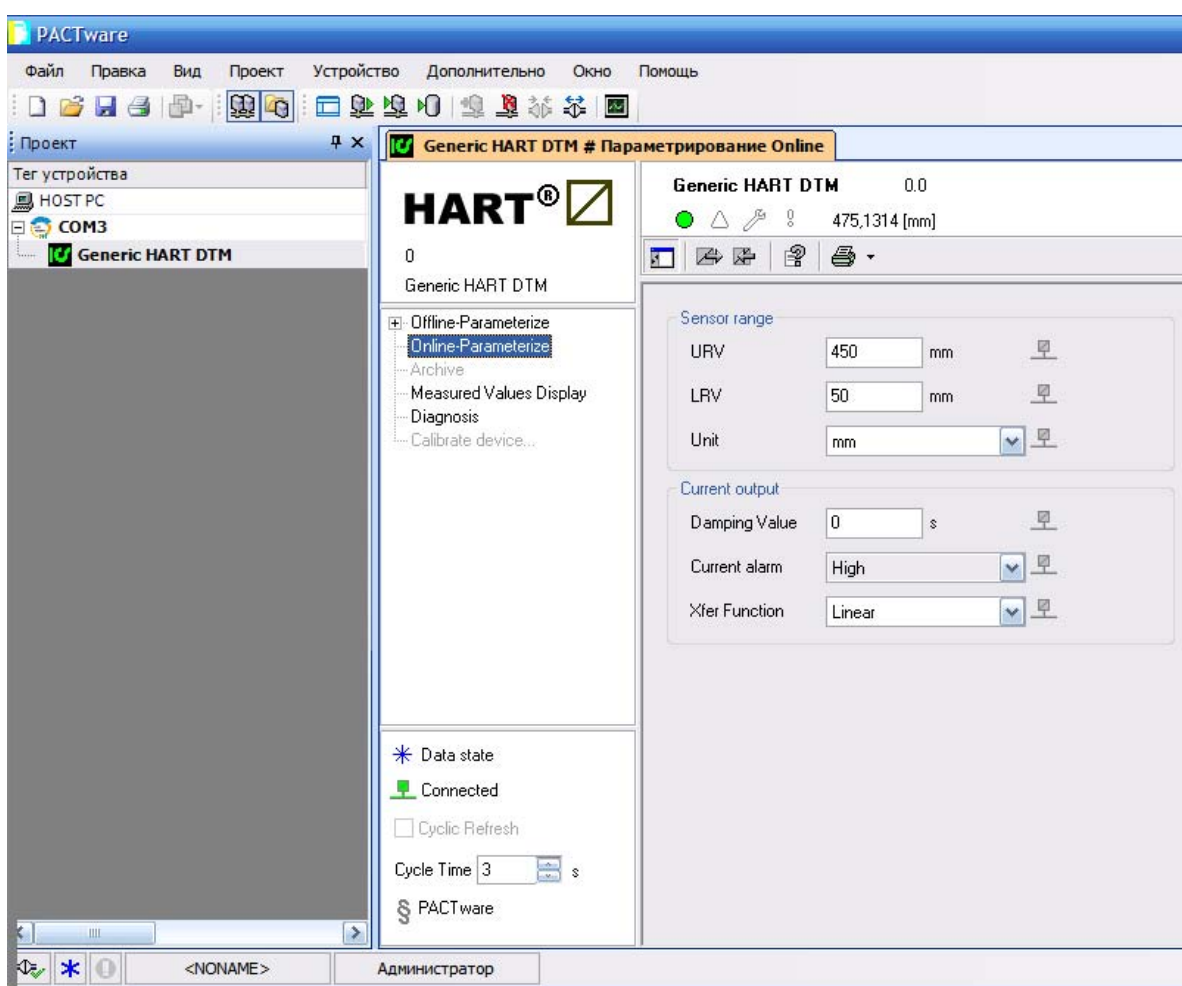 PACTware
Файл Правка Вид Проект Устройство Дополнительно Окно Помощь
Проект
Generic HART DTM # Параметрирование Online
Тег устройства
HOST PC
COM3
Generic HART DTM
HART®
0
Generic HART DTM
Generic HART DTM 0.0
475,1314 [mm]
Offline-Parameterize
Online-Parameterize
Archive
Measured Values Display
Diagnosis
Calibrate device...
Sensor range
URV 450 mm
LRV 50 mm
Unit mm
Current output
Damping Value 0 s
Current alarm High
Xfer Function Linear
Data state
Connected
Cyclic Refresh
Cycle Time 3 s
§ PACTware
<NONAME> Администратор